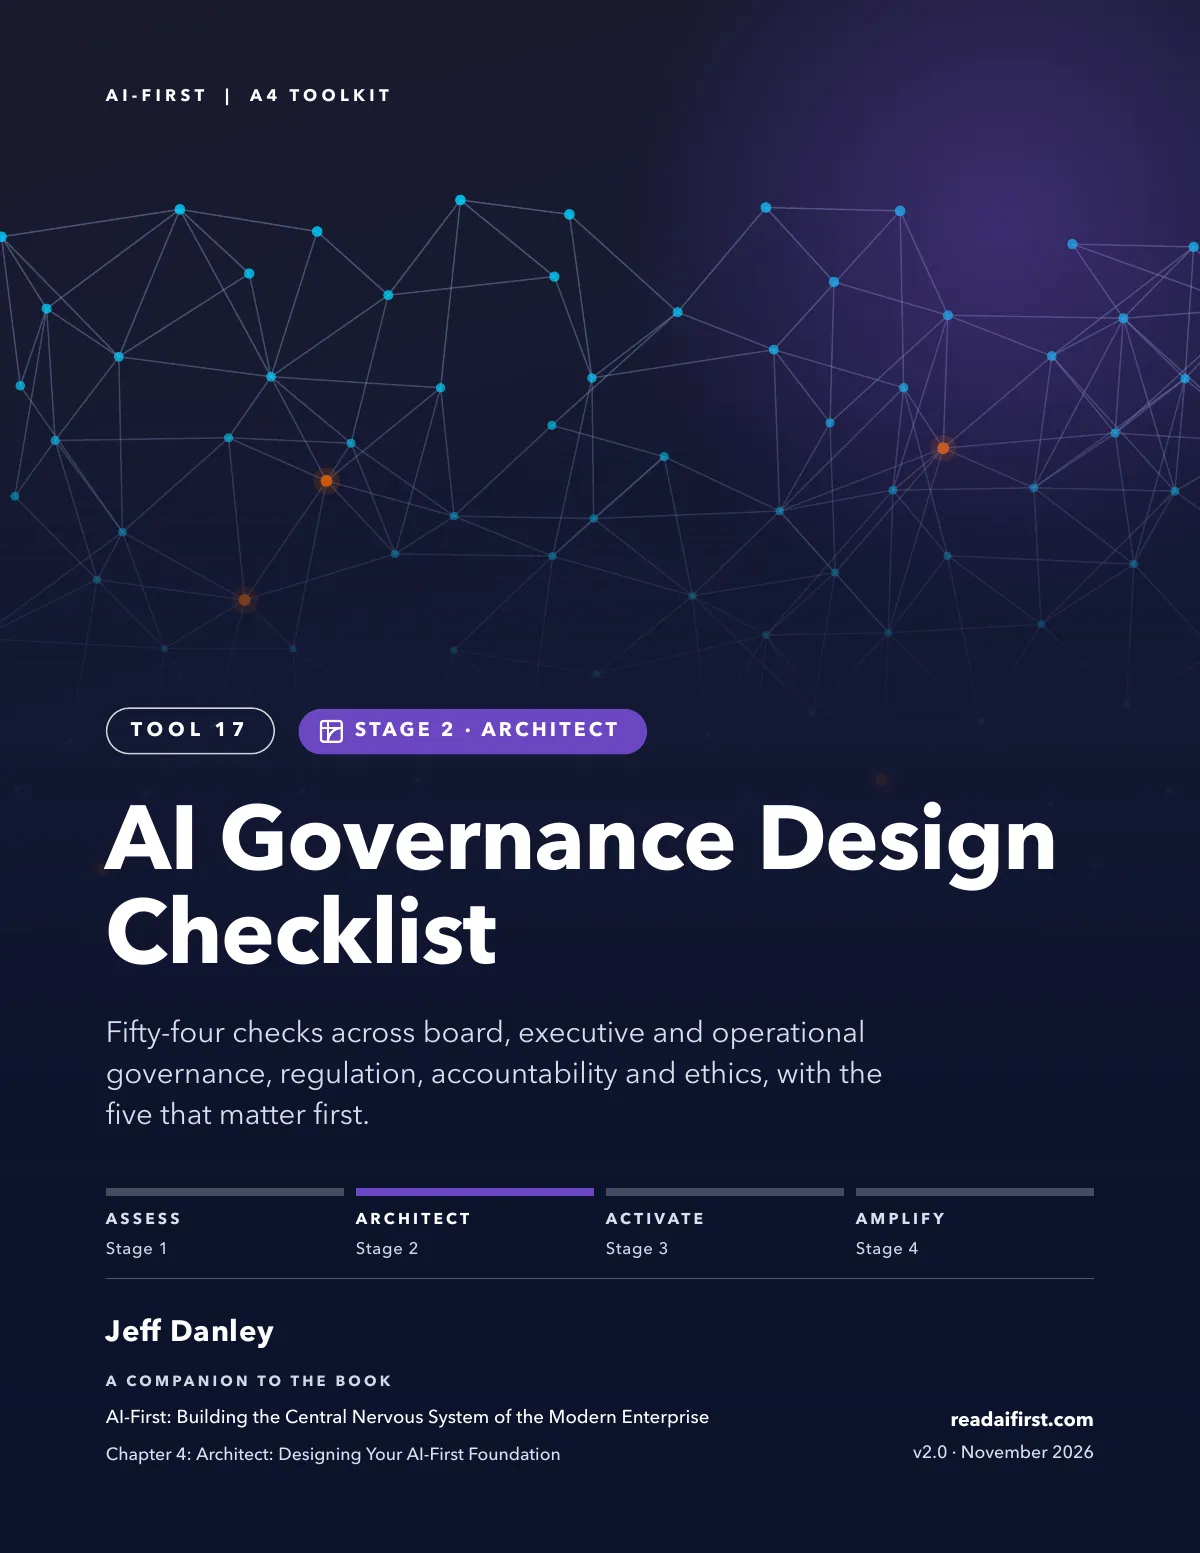 AI-FIRST | A4 TOOLKIT
TOOL 17
STAGE 2 · ARCHITECT
AI Governance Design
Checklist
Fifty-four checks across board, executive and operational
governance, regulation, accountability and ethics, with the
five that matter first.
ASSESS
Stage 1
ARCHITECT
Stage 2
ACTIVATE
Stage 3
AMPLIFY
Stage 4
Jeff Danley
A COMPANION TO THE BOOK
AI-First: Building the Central Nervous System of the Modern Enterprise
Chapter 4: Architect: Designing Your AI-First Foundation
readaifirst.com
v2.0 · November 2026